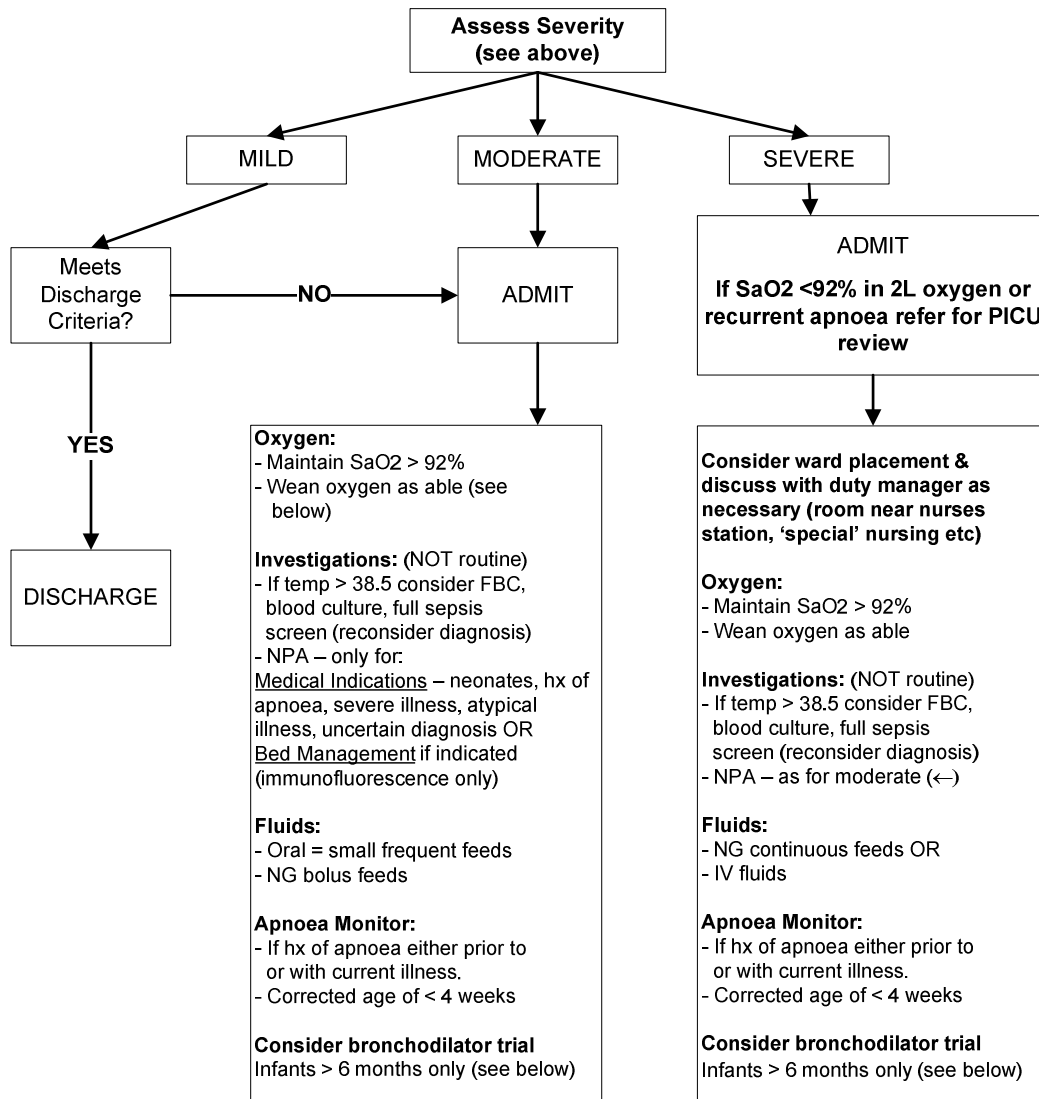 Assess Severity
(see above)
MILD
MODERATE
SEVERE
Meets
Discharge
Criteria?
NO
ADMIT
ADMIT
If SaO2 <92% in 2L oxygen or
recurrent apnoea refer for PICU
review
YES
DISCHARGE
Oxygen:
- Maintain SaO2 > 92%
- Wean oxygen as able (see
below)
Investigations: (NOT routine)
- If temp > 38.5 consider FBC,
blood culture, full sepsis
screen (reconsider diagnosis)
- NPA – only for:
Medical Indications – neonates, hx of
apnoea, severe illness, atypical
illness, uncertain diagnosis OR
Bed Management if indicated
(immunofluorescence only)
Fluids:
- Oral = small frequent feeds
- NG bolus feeds
Apnoea Monitor:
- If hx of apnoea either prior to
or with current illness.
- Corrected age of < 4 weeks
Consider bronchodilator trial
Infants > 6 months only (see below)
Consider ward placement &
discuss with duty manager as
necessary (room near nurses
station, ‘special’ nursing etc)
Oxygen:
- Maintain SaO2 > 92%
- Wean oxygen as able
Investigations: (NOT routine)
- If temp > 38.5 consider FBC,
blood culture, full sepsis
screen (reconsider diagnosis)
- NPA – as for moderate (←)
Fluids:
- NG continuous feeds OR
- IV fluids
Apnoea Monitor:
- If hx of apnoea either prior to
or with current illness.
- Corrected age of < 4 weeks
Consider bronchodilator trial
Infants > 6 months only (see below)